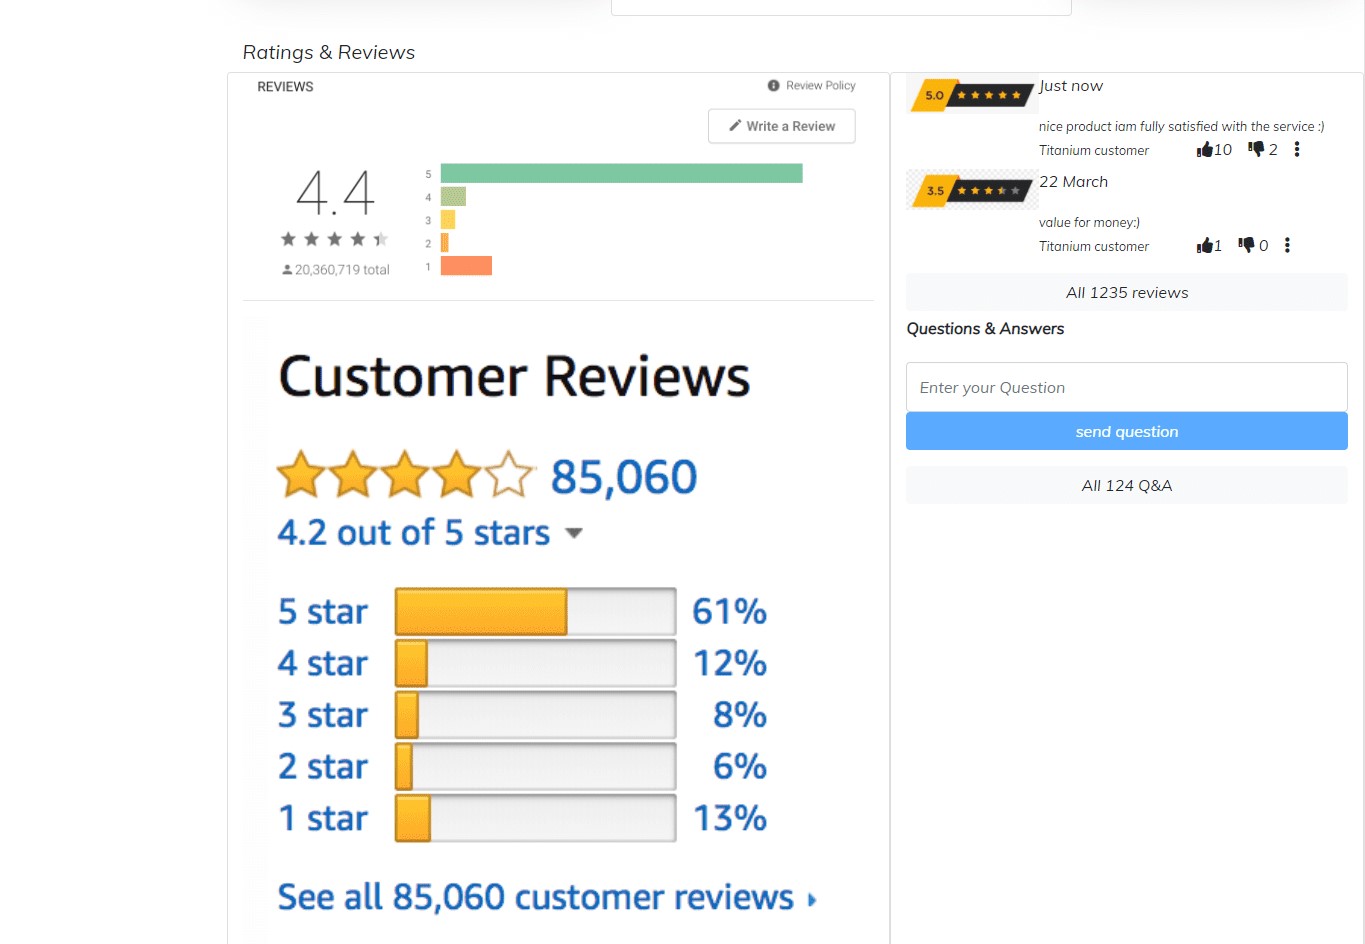 Ratings & Reviews
REVIEWS
Review Policy
Write a Review
4.4
20,360,719 total
5
4
3
2
1
Customer Reviews
85,060
4.2 out of 5 stars
5 star 61%
4 star 12%
3 star 8%
2 star 6%
1 star 13%
See all 85,060 customer reviews
5.0 Just now
nice product iam fully satisfied with the service :)
Titanium customer 10 2
3.5 22 March
value for money:)
Titanium customer 1 0
All 1235 reviews
Questions & Answers
Enter your Question
send question
All 124 Q&A